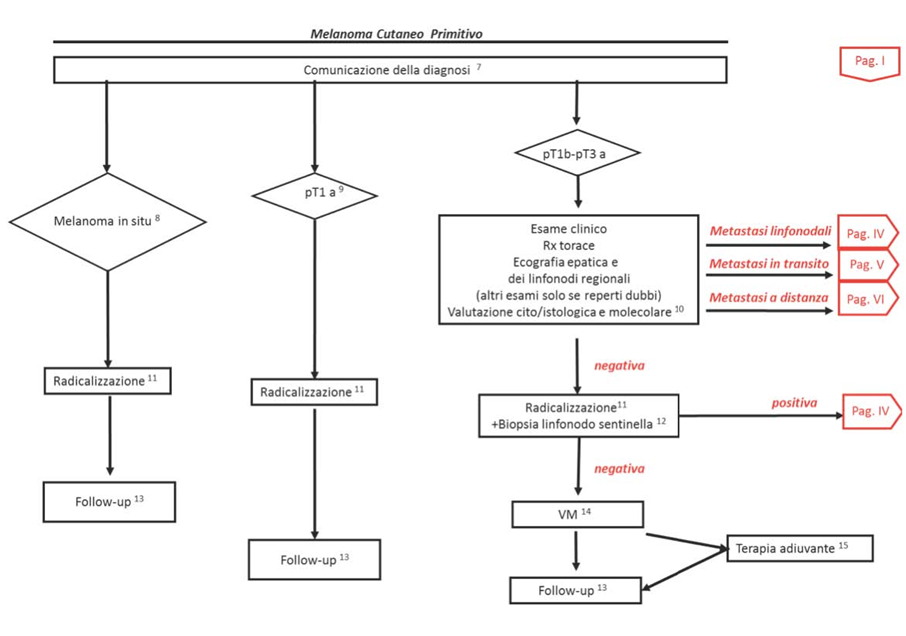 Melanoma Cutaneo Primitivo
Comunicazione della diagnosi 7
Pag. I
pT1b-pT3 a
Melanoma in situ 8
pT1 a 9
Esame clinico
Rx torace
Ecografia epatica e
dei linfonodi regionali
(altri esami solo se reperti dubbi)
Valutazione cito/istologica e molecolare 10
Metastasi linfonodali
Pag. IV
Metastasi in transito
Pag. V
Metastasi a distanza
Pag. VI
negativa
Radicalizzazione 11
Radicalizzazione 11
Radicalizzazione11
+Biopsia linfonodo sentinella 12
positiva
Pag. IV
negativa
Follow-up 13
VM 14
Follow-up 13
Terapia adiuvante 15
Follow-up 13